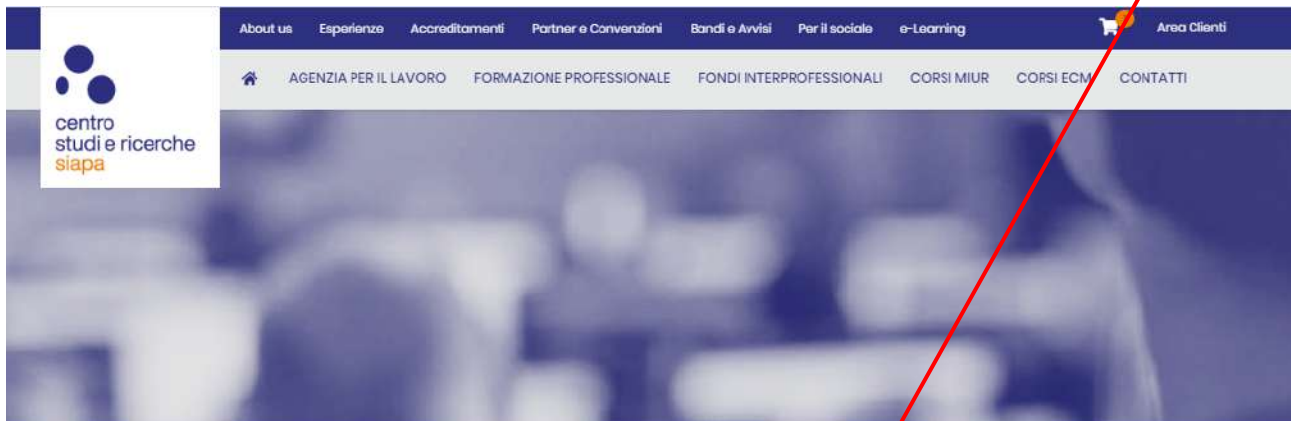 About us Esperienze Accreditamenti Partner e Convenzioni Bandi e Avvisi Per il sociale e-Learning Area Clienti
AGENZIA PER IL LAVORO FORMAZIONE PROFESSIONALE FONDI INTERPROFESSIONALI CORSI MIUR CORSI ECM CONTATTI
centro
studi e ricerche
siapa